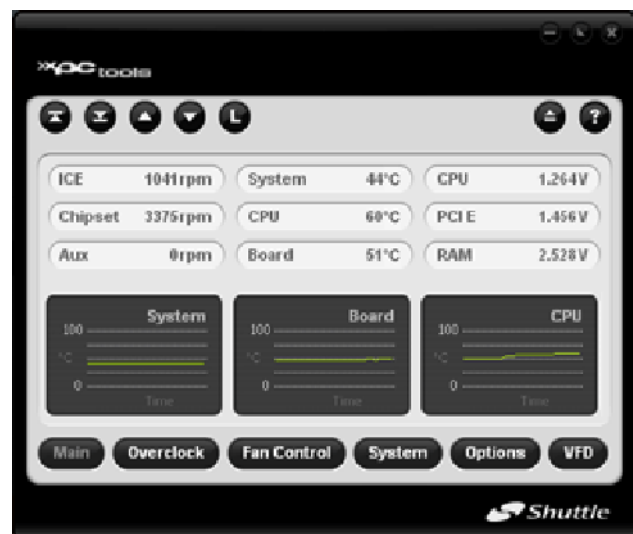 xpc tools
L ?
ICE 1041rpm System 44°C CPU 1.264V
Chipset 3375rpm CPU 60°C PCI E 1.456V
Aux 0rpm Board 51°C RAM 2.528V
System Board CPU
100 100 100
°C °C °C
0 0 0
Time Time Time
Main Overclock Fan Control System Options VFD
Shuttle